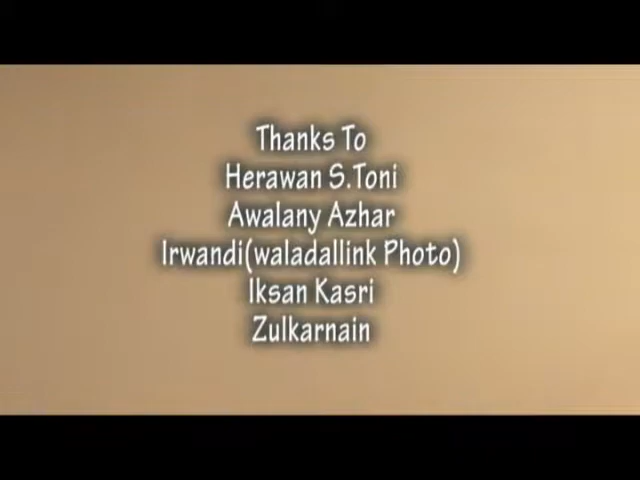 Thanks To
Herawan S.Toni
Awalany Azhar
Irwandi(waladallink Photo)
Iksan Kasri
Zulkarnain